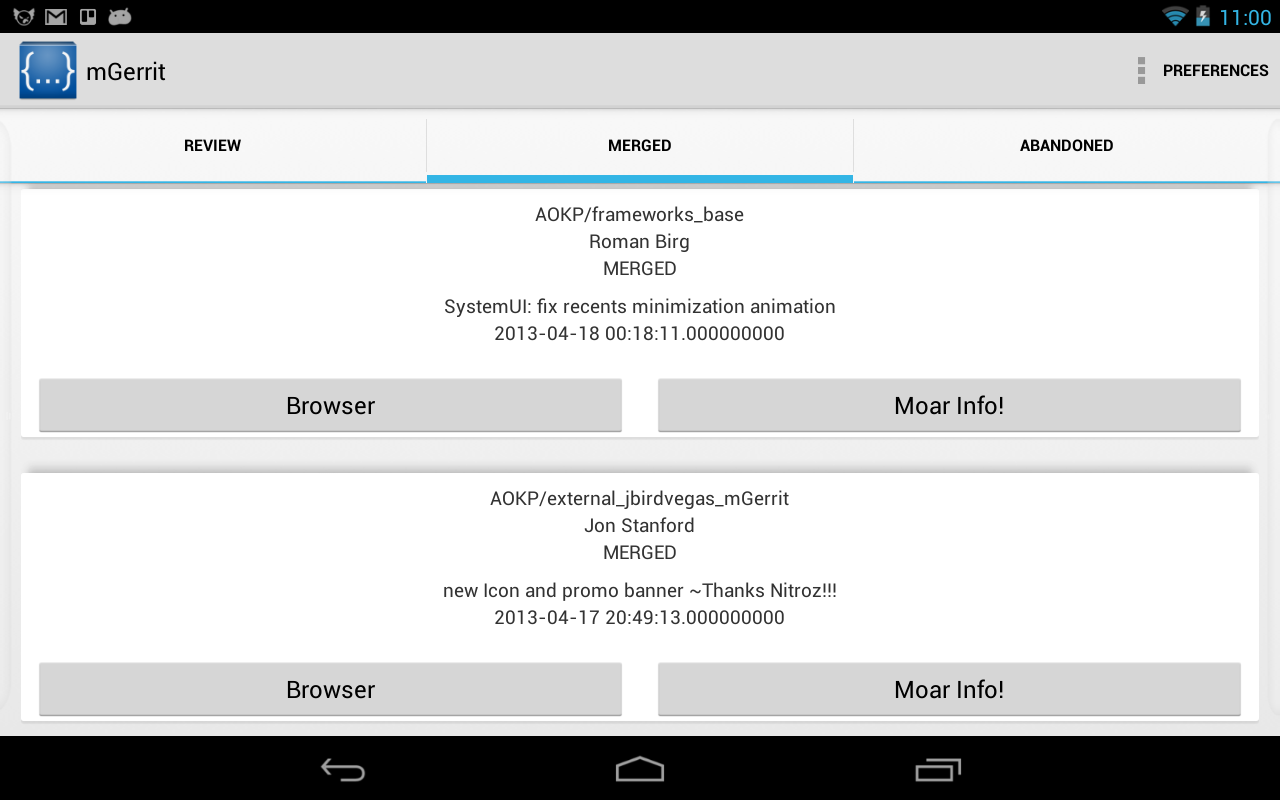 11:00
{...} mGerrit
PREFERENCES
REVIEW
MERGED
ABANDONED
AOKP/frameworks_base
Roman Birg
MERGED
SystemUI: fix recents minimization animation
2013-04-18 00:18:11.000000000
Browser
Moar Info!
AOKP/external_jbirdvegas_mGerrit
Jon Stanford
MERGED
new Icon and promo banner ~Thanks Nitroz!!!
2013-04-17 20:49:13.000000000
Browser
Moar Info!